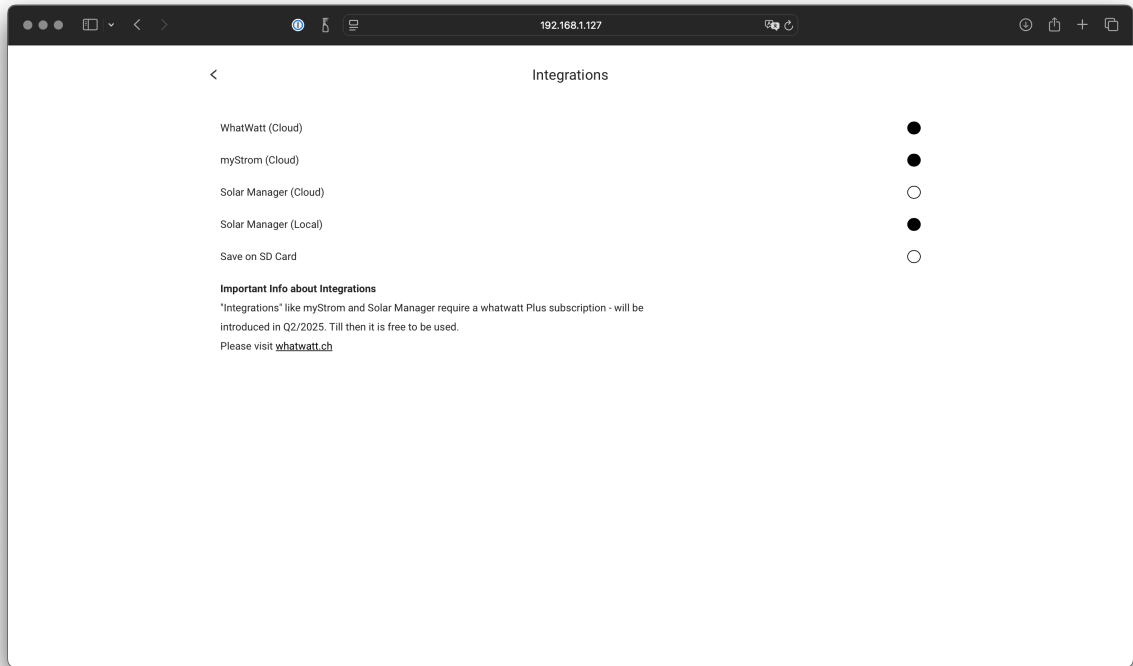 192.168.1.127
Integrations
WhatWatt (Cloud)
myStrom (Cloud)
Solar Manager (Cloud)
Solar Manager (Local)
Save on SD Card
Important Info about Integrations
"Integrations" like myStrom and Solar Manager require a whatwatt Plus subscription - will be
introduced in Q2/2025. Till then it is free to be used.
Please visit whatwatt.ch